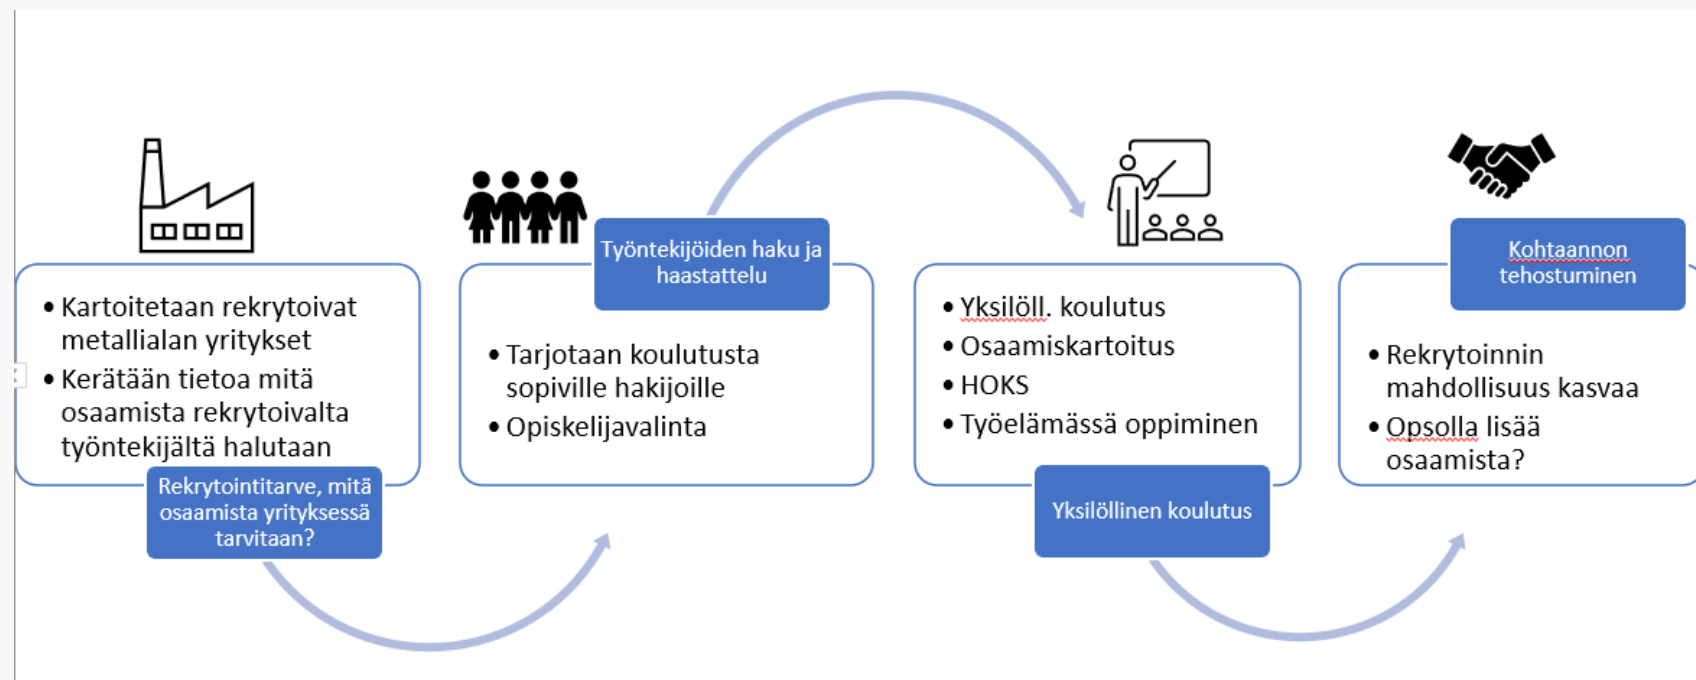 • Kartoitetaan rekrytoivat
metallialan yritykset
• Kerätään tietoa mitä
osaamista rekrytoivalta
työntekijältä halutaan
Rekrytointitarve, mitä
osaamista yrityksessä
tarvitaan?
Työntekijöiden haku ja
haastattelu
• Tarjotaan koulutusta
sopiville hakijoille
• Opiskelijavalinta
• Yksilöll. koulutus
• Osaamiskartoitus
• HOKS
• Työelämässä oppiminen
Yksilöllinen koulutus
Kohtaannon
tehostuminen
• Rekrytoinnin
mahdollisuus kasvaa
• Opsolla lisää
osaamista?